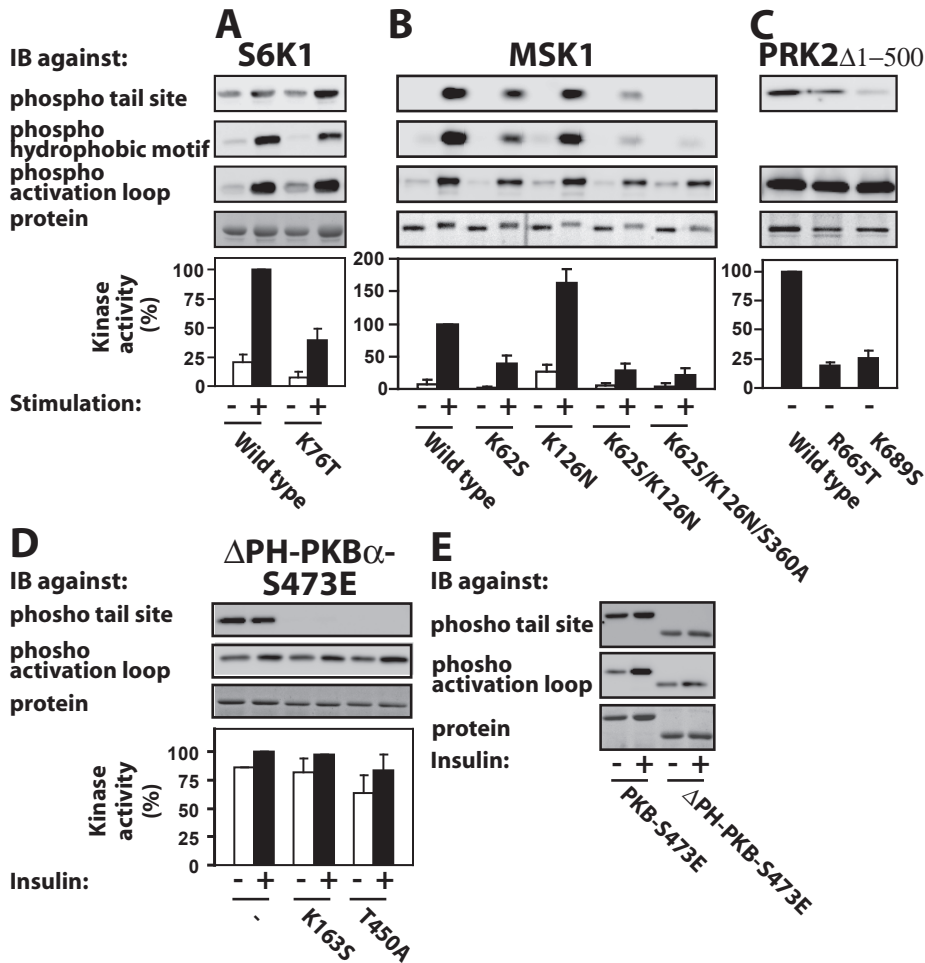 A
S6K1
IB against:
phospho tail site
phospho
hydrophobic motif
phospho
activation loop
protein
Kinase
activity
(%)
100
75
50
25
0
Stimulation:
- + - +
Wild type
K76T
B
MSK1
200
150
100
50
0
- + - + - + - + - +
Wild type
K62S
K126N
K62S/K126N
K62S/K126N/S360A
C
PRK2Δ1–500
100
75
50
25
0
- - -
Wild type
R665T
K689S
D
ΔPH-PKBα-
S473E
IB against:
phosho tail site
phosho
activation loop
protein
Kinase
activity
(%)
100
75
50
25
0
Insulin:
- + - + - +
-
K163S
T450A
E
IB against:
phosho tail site
phosho
activation loop
protein
Insulin:
- + - +
PKB-S473E
ΔPH-PKB-S473E